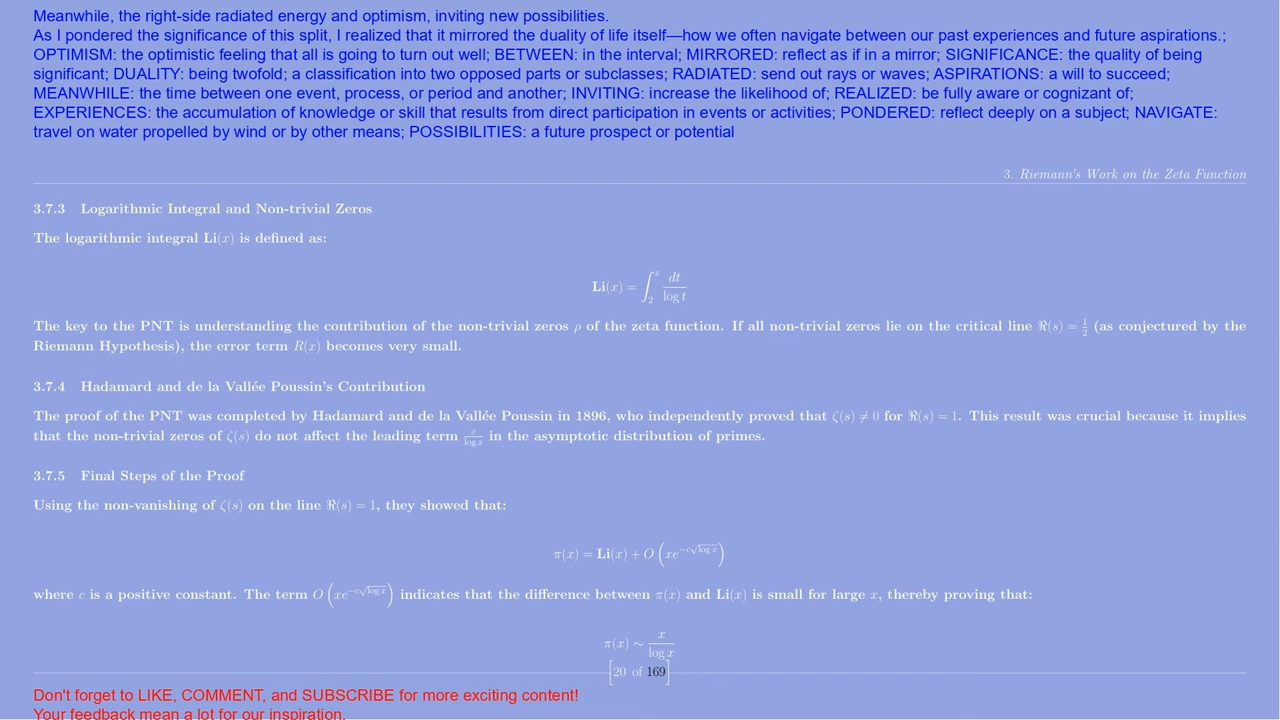 Meanwhile, the right-side radiated energy and optimism, inviting new possibilities.
As I pondered the significance of this split, I realized that it mirrored the duality of life itself—how we often navigate between our past experiences and future aspirations.;
OPTIMISM: the optimistic feeling that all is going to turn out well; BETWEEN: in the interval; MIRRORED: reflect as if in a mirror; SIGNIFICANCE: the quality of being
significant; DUALITY: being twofold; a classification into two opposed parts or subclasses; RADIATED: send out rays or waves; ASPIRATIONS: a will to succeed;
MEANWHILE: the time between one event, process, or period and another; INVITING: increase the likelihood of; REALIZED: be fully aware or cognizant of;
EXPERIENCES: the accumulation of knowledge or skill that results from direct participation in events or activities; PONDERED: reflect deeply on a subject; NAVIGATE:
travel on water propelled by wind or by other means; POSSIBILITIES: a future prospect or potential
3. Riemann's Work on the Zeta Function
3.7.3 Logarithmic Integral and Non-trivial Zeros
The logarithmic integral Li(x) is defined as:
Li(x) = ∫₂ˣ dt/log t
The key to the PNT is understanding the contribution of the non-trivial zeros ρ of the zeta function. If all non-trivial zeros lie on the critical line ℜ(s) = 1/2 (as conjectured by the
Riemann Hypothesis), the error term R(x) becomes very small.
3.7.4 Hadamard and de la Vallée Poussin's Contribution
The proof of the PNT was completed by Hadamard and de la Vallée Poussin in 1896, who independently proved that ζ(s) ≠ 0 for ℜ(s) = 1. This result was crucial because it implies
that the non-trivial zeros of ζ(s) do not affect the leading term x/log x in the asymptotic distribution of primes.
3.7.5 Final Steps of the Proof
Using the non-vanishing of ζ(s) on the line ℜ(s) = 1, they showed that:
π(x) = Li(x) + O(xe^{−c√log x})
where c is a positive constant. The term O(xe^{−c√log x}) indicates that the difference between π(x) and Li(x) is small for large x, thereby proving that:
π(x) ∼ x/log x
[20 of 169]
Don't forget to LIKE, COMMENT, and SUBSCRIBE for more exciting content!
Your feedback mean a lot for our inspiration.